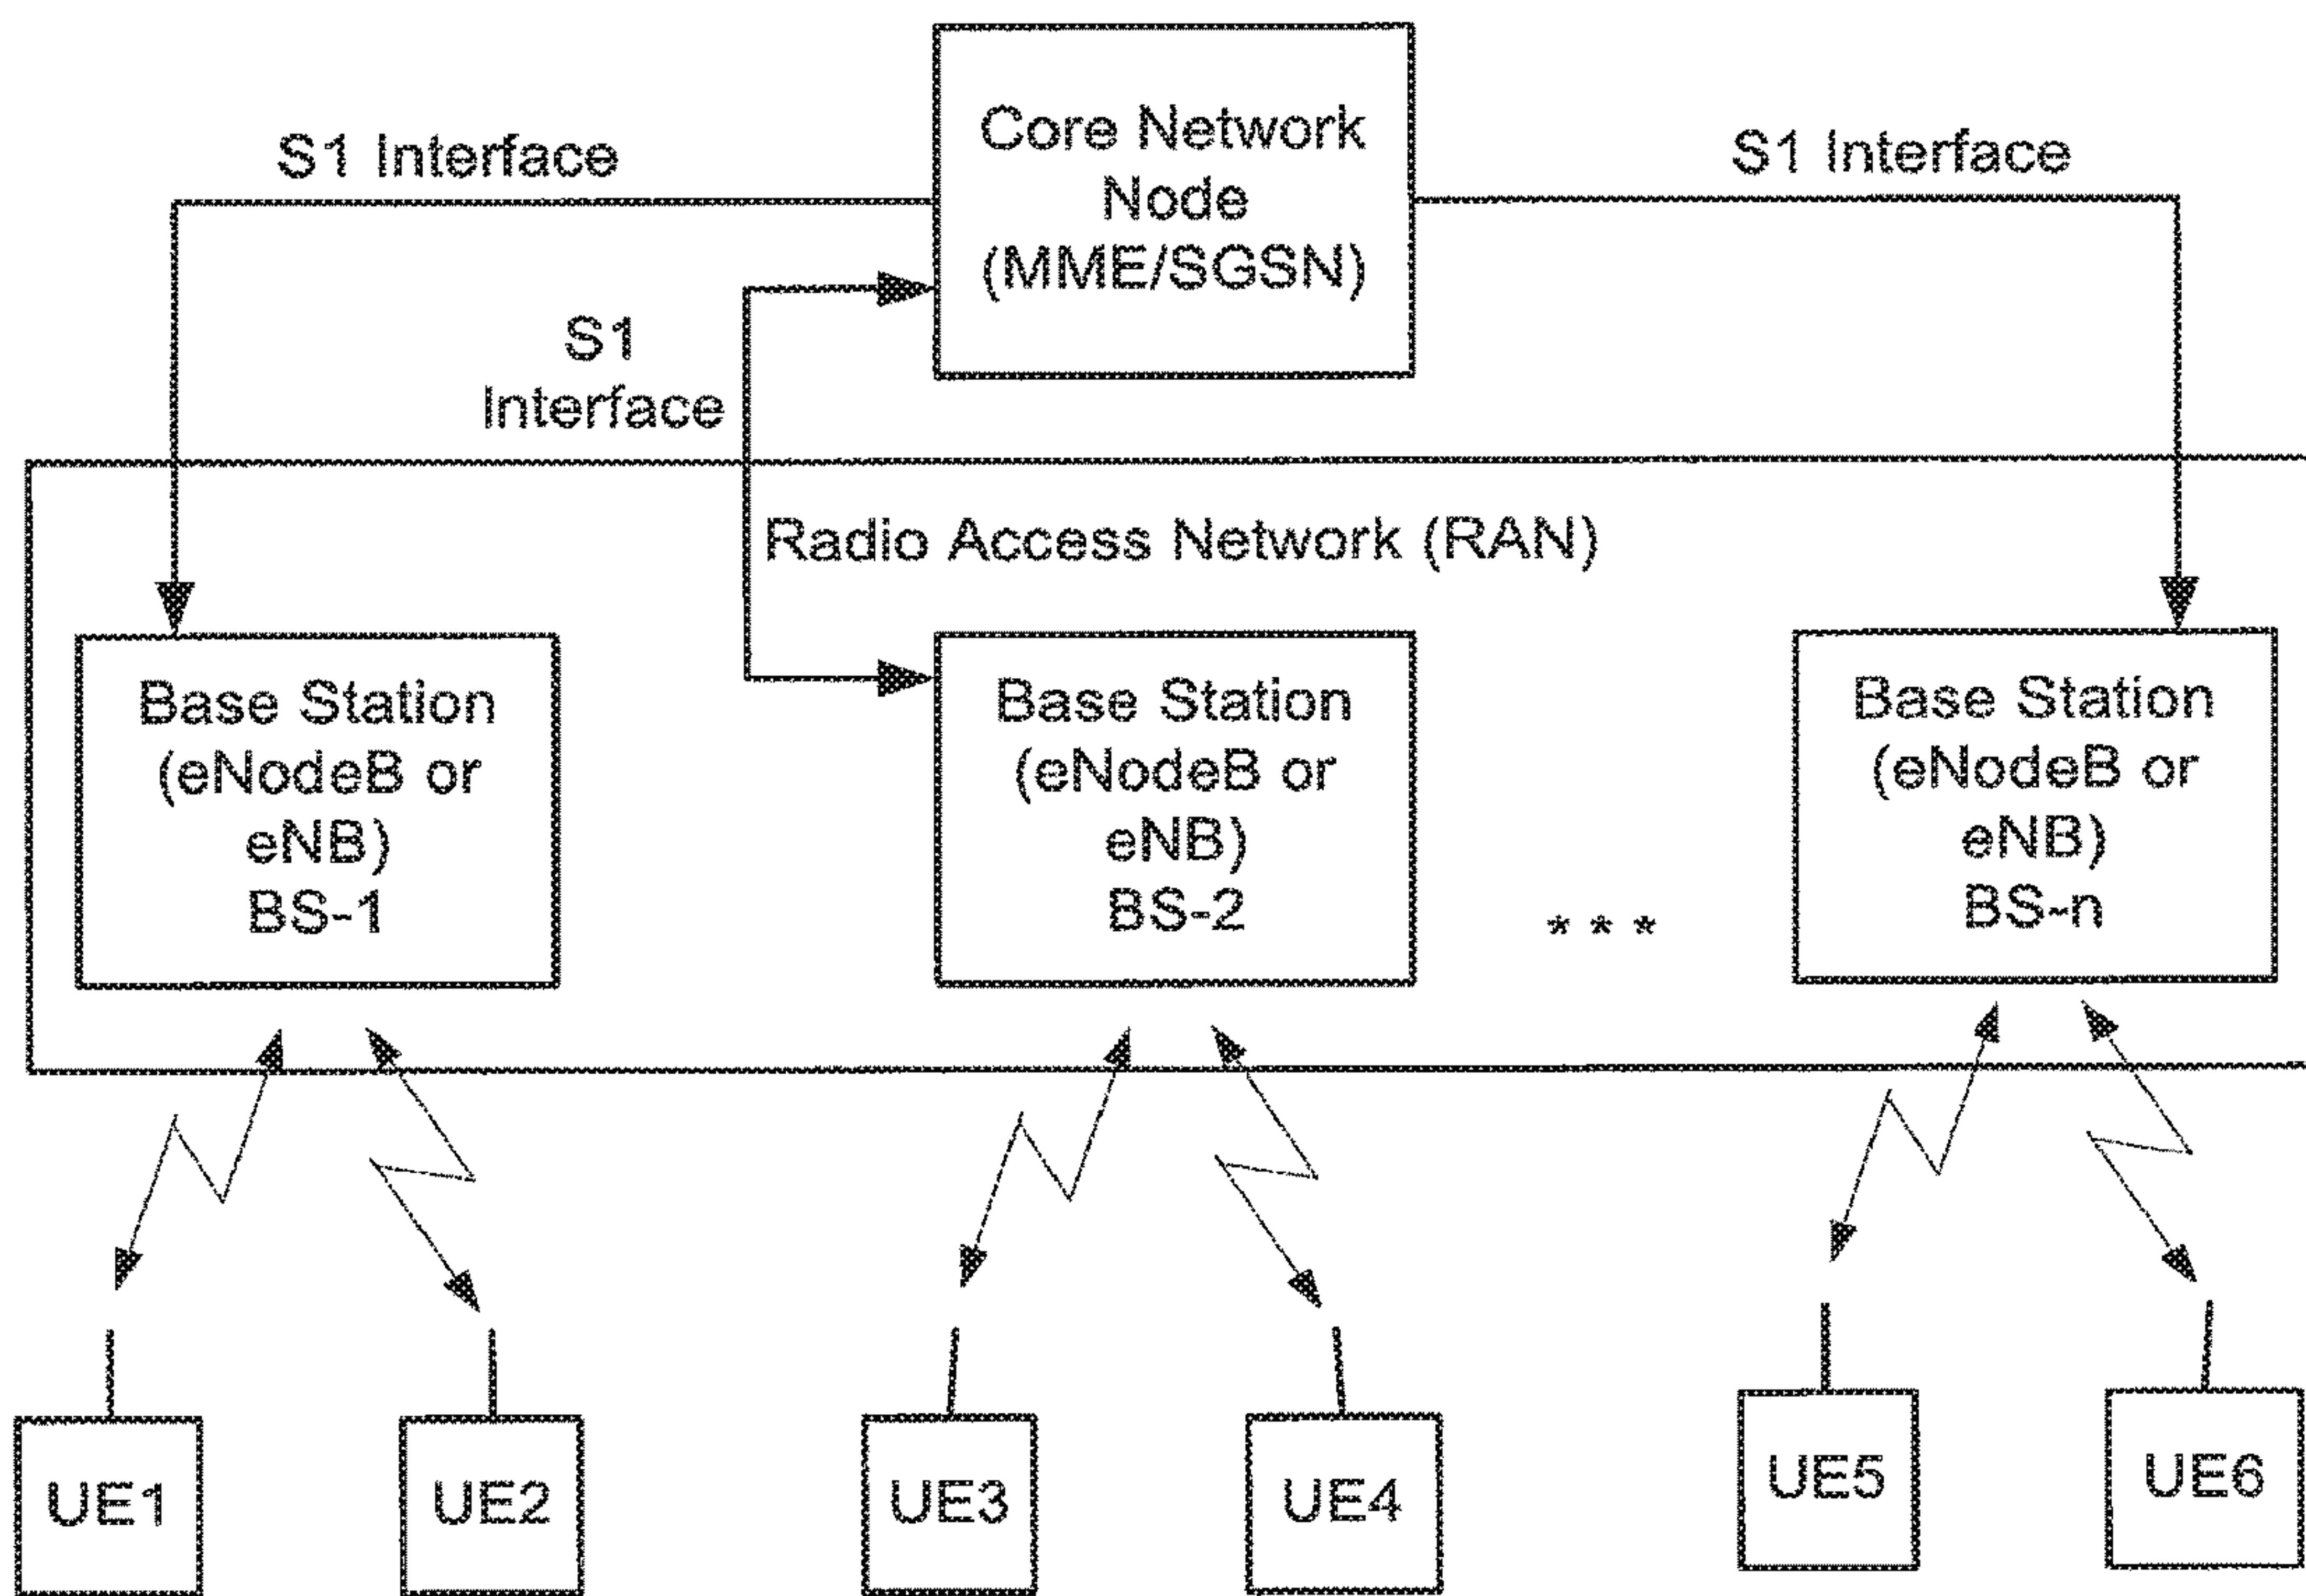 Core Network
Node
(MME/SGSN)
S1 Interface
S1 Interface
S1
Interface
Radio Access Network (RAN)
Base Station
(eNodeB or
eNB)
BS-1
Base Station
(eNodeB or
eNB)
BS-2
* * *
Base Station
(eNodeB or
eNB)
BS-n
UE1
UE2
UE3
UE4
UE5
UE6